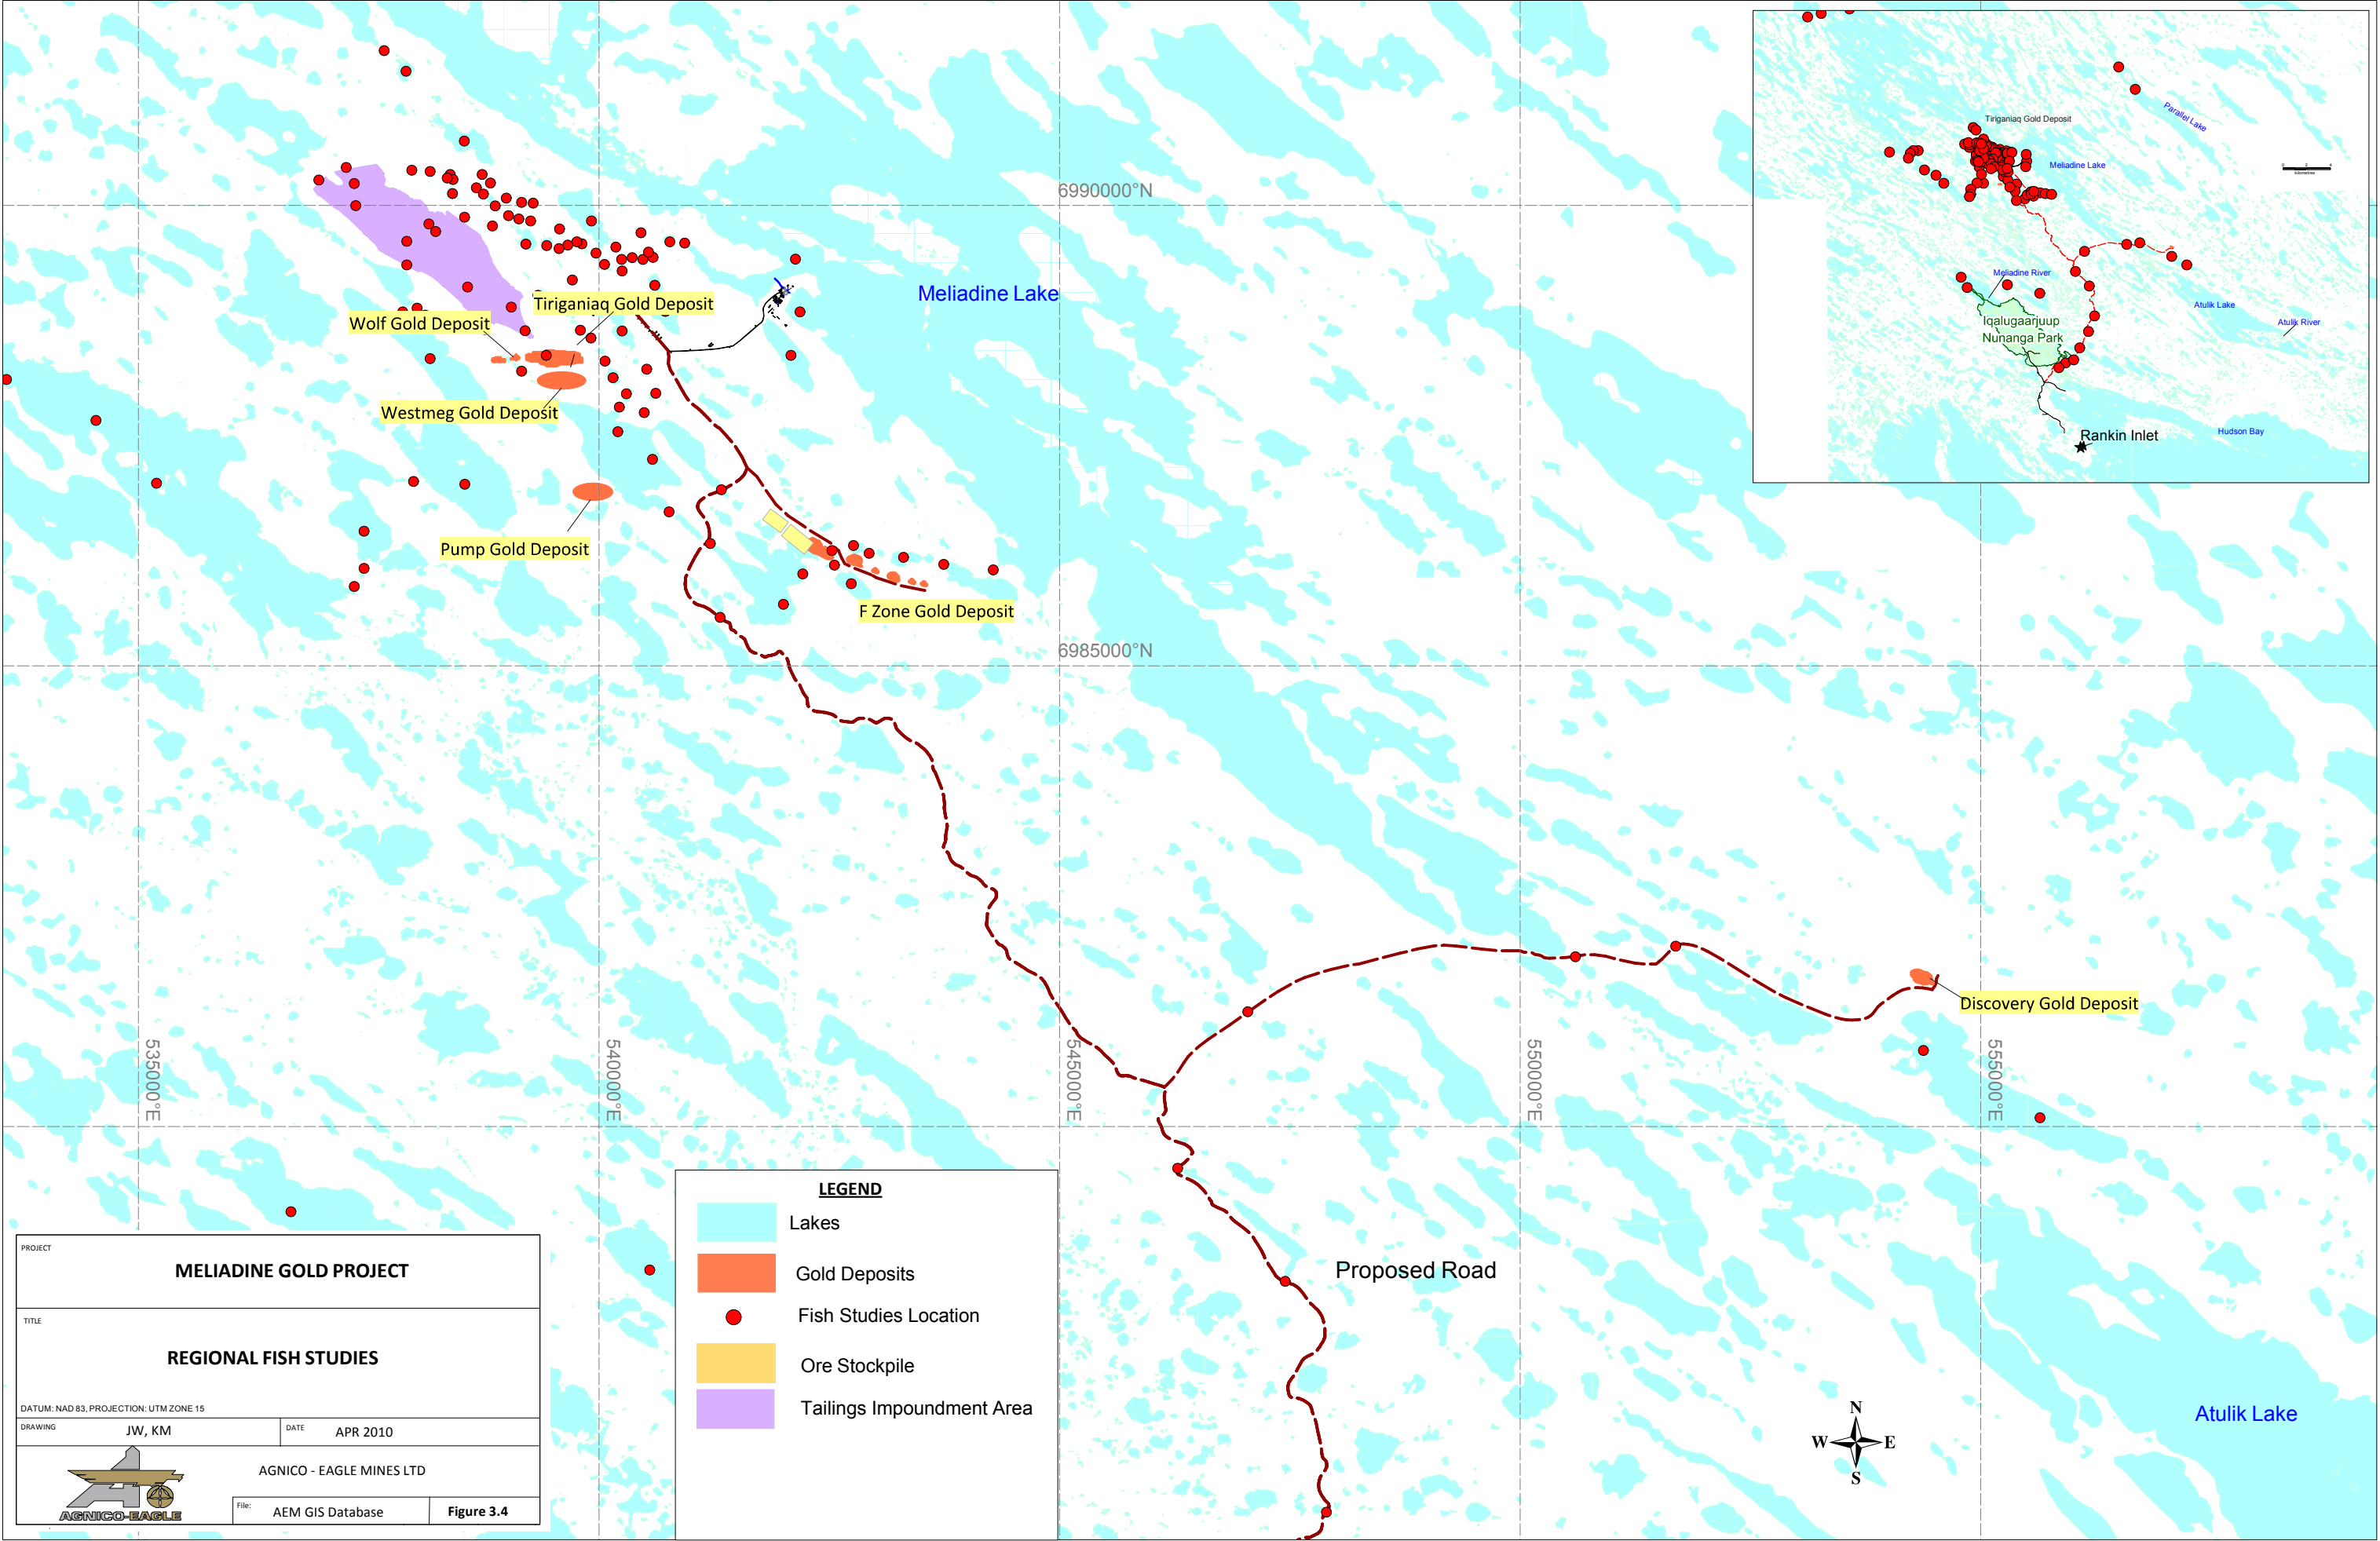 6990000°N
Meliadine Lake
Tiriganiaq Gold Deposit
Wolf Gold Deposit
Westmeg Gold Deposit
Pump Gold Deposit
F Zone Gold Deposit
6985000°N
Discovery Gold Deposit
535000°E
540000°E
545000°E
550000°E
555000°E
Proposed Road
Atulik Lake
N
W
E
S
Parallel Lake
Tiriganiaq Gold Deposit
Meliadine Lake
Meliadine River
Atulik Lake
Atulik River
Iqalugaarjuup
Nunanga Park
Hudson Bay
Rankin Inlet
0 2 4
kilometres
LEGEND
Lakes
Gold Deposits
Fish Studies Location
Ore Stockpile
Tailings Impoundment Area
PROJECT
MELIADINE GOLD PROJECT
TITLE
REGIONAL FISH STUDIES
DATUM: NAD 83, PROJECTION: UTM ZONE 15
DRAWING
JW, KM
DATE
APR 2010
AGNICO - EAGLE MINES LTD
AGNICO-EAGLE
File:
AEM GIS Database
Figure 3.4